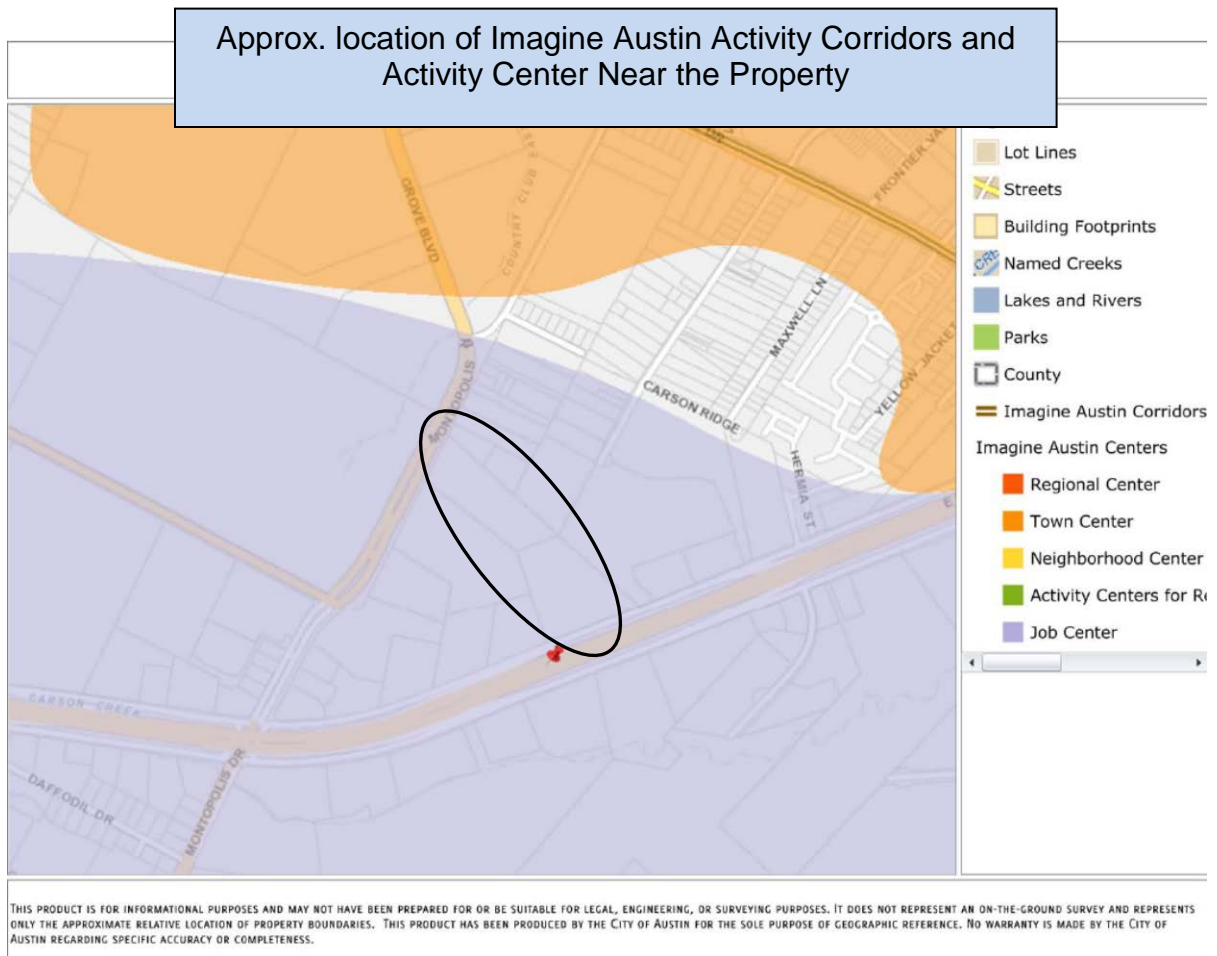 Approx. location of Imagine Austin Activity Corridors and
Activity Center Near the Property
GROVE BLVD
COUNTRY CLUB
FRONTIER VA
MAXWELL LN
YELLOW JACKET
MONTOPOLIS
CARSON RIDGE
HERMIA ST
E
CARSON CREEK
MONTOPOLIS DR
DAFFODIL DR
Lot Lines
Streets
Building Footprints
CRE
Named Creeks
Lakes and Rivers
Parks
County
Imagine Austin Corridors
Imagine Austin Centers
Regional Center
Town Center
Neighborhood Center
Activity Centers for Re
Job Center
THIS PRODUCT IS FOR INFORMATIONAL PURPOSES AND MAY NOT HAVE BEEN PREPARED FOR OR BE SUITABLE FOR LEGAL, ENGINEERING, OR SURVEYING PURPOSES. IT DOES NOT REPRESENT AN ON-THE-GROUND SURVEY AND REPRESENTS
ONLY THE APPROXIMATE RELATIVE LOCATION OF PROPERTY BOUNDARIES. THIS PRODUCT HAS BEEN PRODUCED BY THE CITY OF AUSTIN FOR THE SOLE PURPOSE OF GEOGRAPHIC REFERENCE. NO WARRANTY IS MADE BY THE CITY OF
AUSTIN REGARDING SPECIFIC ACCURACY OR COMPLETENESS.